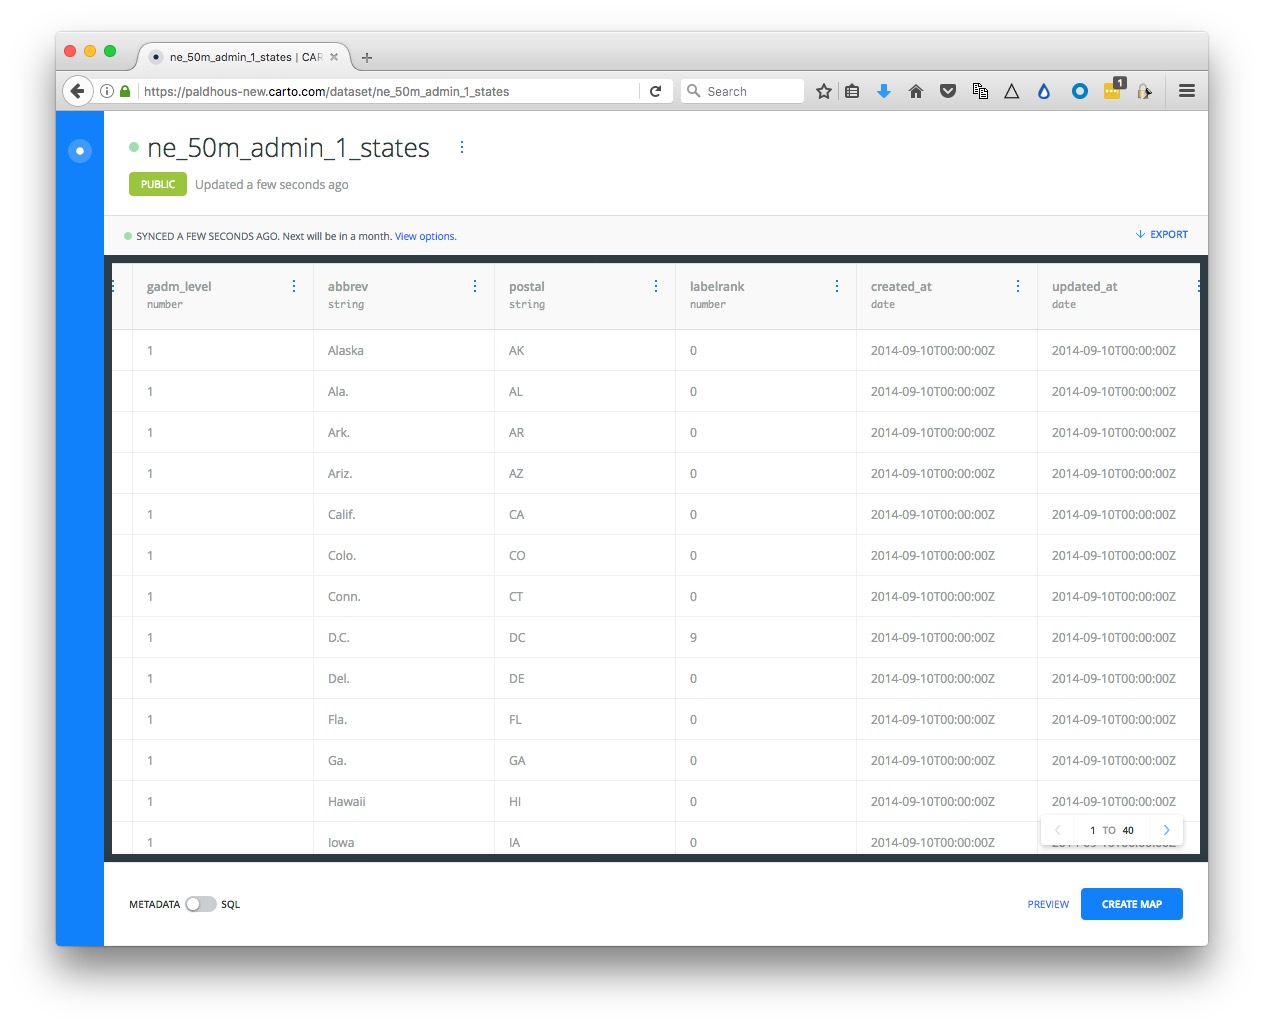 ne_50m_admin_1_states | CAR
https://paldhous-new.carto.com/dataset/ne_50m_admin_1_states Search 1
ne_50m_admin_1_states
PUBLIC Updated a few seconds ago
SYNCED A FEW SECONDS AGO. Next will be in a month. View options. EXPORT
gadm_level abbrev postal labelrank created_at updated_at
number string string number date date
1 Alaska AK 0 2014-09-10T00:00:00Z 2014-09-10T00:00:00Z
1 Ala. AL 0 2014-09-10T00:00:00Z 2014-09-10T00:00:00Z
1 Ark. AR 0 2014-09-10T00:00:00Z 2014-09-10T00:00:00Z
1 Ariz. AZ 0 2014-09-10T00:00:00Z 2014-09-10T00:00:00Z
1 Calif. CA 0 2014-09-10T00:00:00Z 2014-09-10T00:00:00Z
1 Colo. CO 0 2014-09-10T00:00:00Z 2014-09-10T00:00:00Z
1 Conn. CT 0 2014-09-10T00:00:00Z 2014-09-10T00:00:00Z
1 D.C. DC 9 2014-09-10T00:00:00Z 2014-09-10T00:00:00Z
1 Del. DE 0 2014-09-10T00:00:00Z 2014-09-10T00:00:00Z
1 Fla. FL 0 2014-09-10T00:00:00Z 2014-09-10T00:00:00Z
1 Ga. GA 0 2014-09-10T00:00:00Z 2014-09-10T00:00:00Z
1 Hawaii HI 0 2014-09-10T00:00:00Z 2014-09-10T00:00:00Z
1 TO 40
1 Iowa IA 0 2014-09-10T00:00:00Z
METADATA SQL PREVIEW CREATE MAP